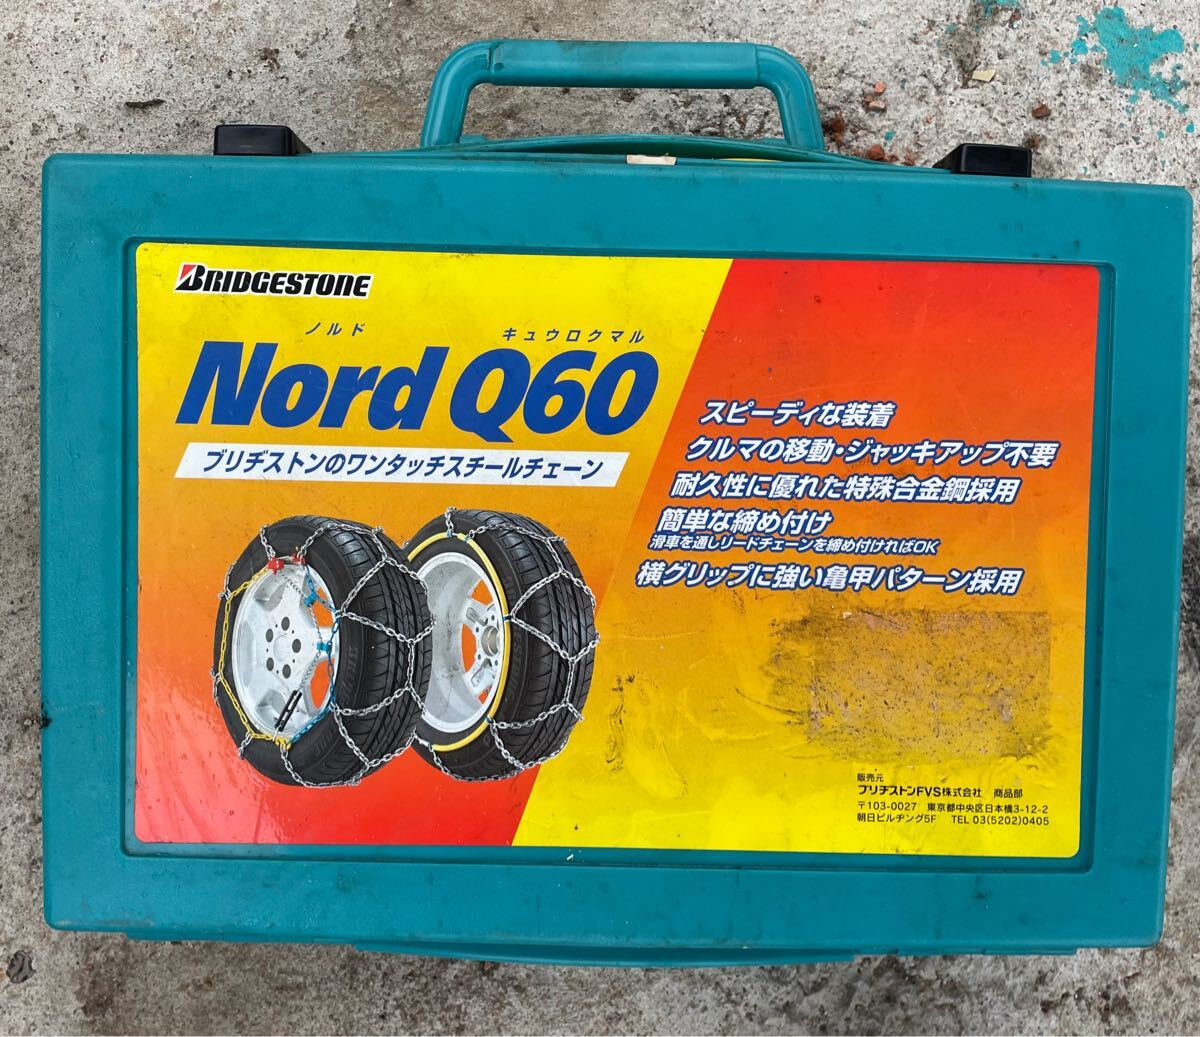 BRIDGESTONE
ノルド キュウロクマル
Nord Q60
ブリヂストンのワンタッチスチールチェーン
スピーディな装着
クルマの移動・ジャッキアップ不要
耐久性に優れた特殊合金鋼採用
簡単な締め付け
滑車を通しリードチェーンを締め付ければOK
横グリップに強い亀甲パターン採用
販売元
ブリヂストンFVS株式会社 商品部
〒103-0027 東京都中央区日本橋3-12-2
朝日ビルヂング5F TEL 03(5202)0405